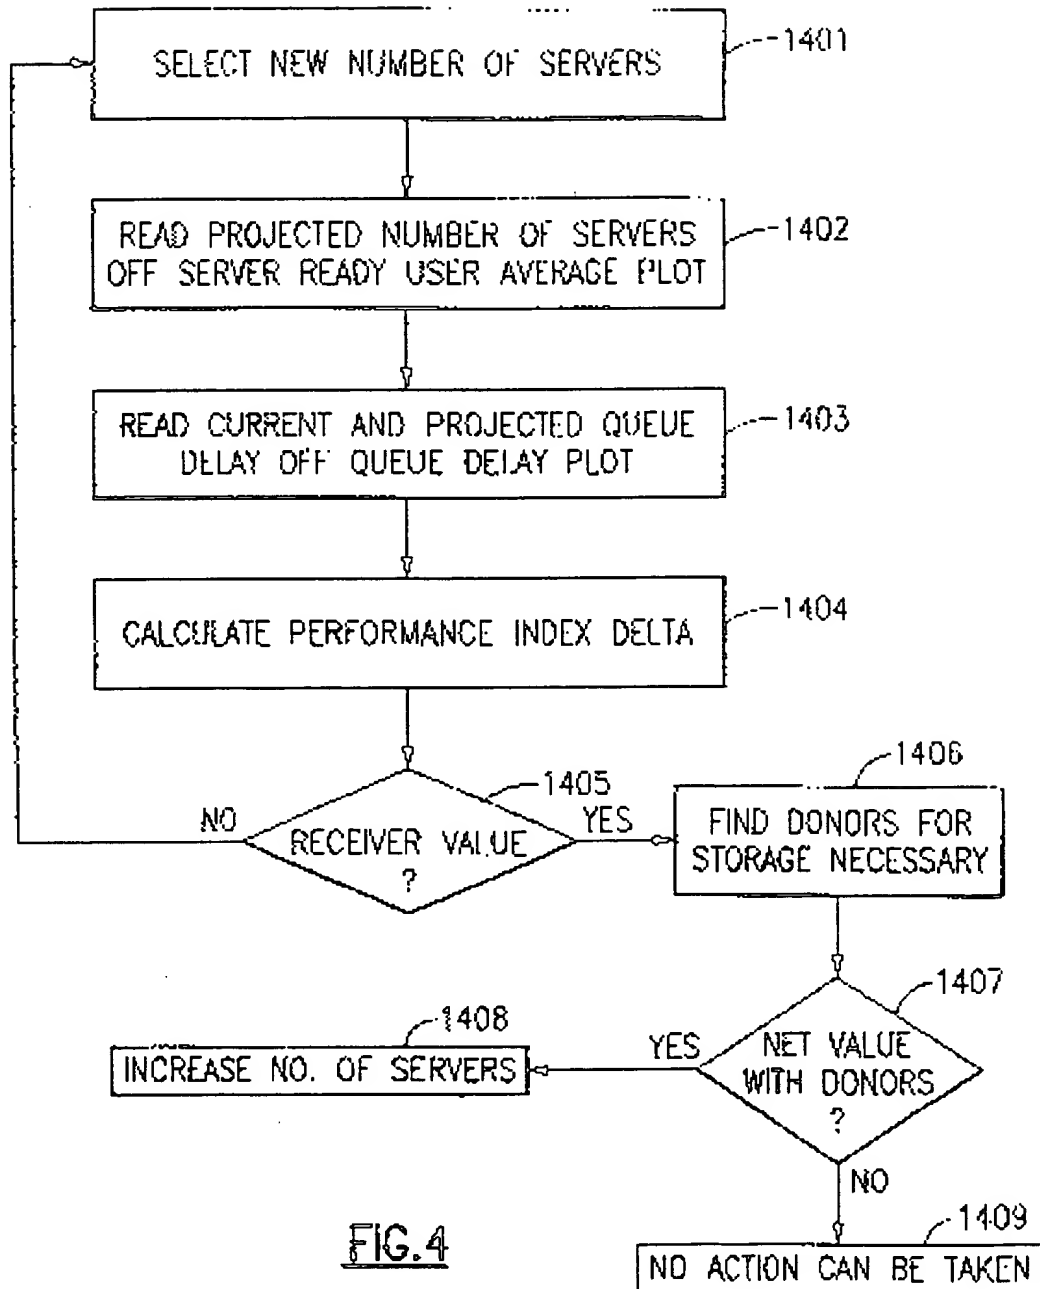 SELECT NEW NUMBER OF SERVERS
1401
READ PROJECTED NUMBER OF SERVERS
OFF SERVER READY USER AVERAGE PLOT
1402
READ CURRENT AND PROJECTED QUEUE
DELAY OFF QUEUE DELAY PLOT
1403
CALCULATE PERFORMANCE INDEX DELTA
1404
1405
NO
RECEIVER VALUE
?
YES
1406
FIND DONORS FOR
STORAGE NECESSARY
1407
NET VALUE
WITH DONORS
?
YES
1408
INCREASE NO. OF SERVERS
NO
1409
NO ACTION CAN BE TAKEN
FIG.4